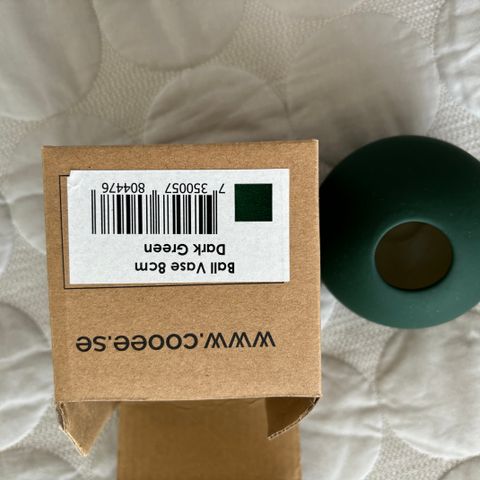 www.cooee.se
Ball Vase 8cm
Dark Green
7 350057 804476